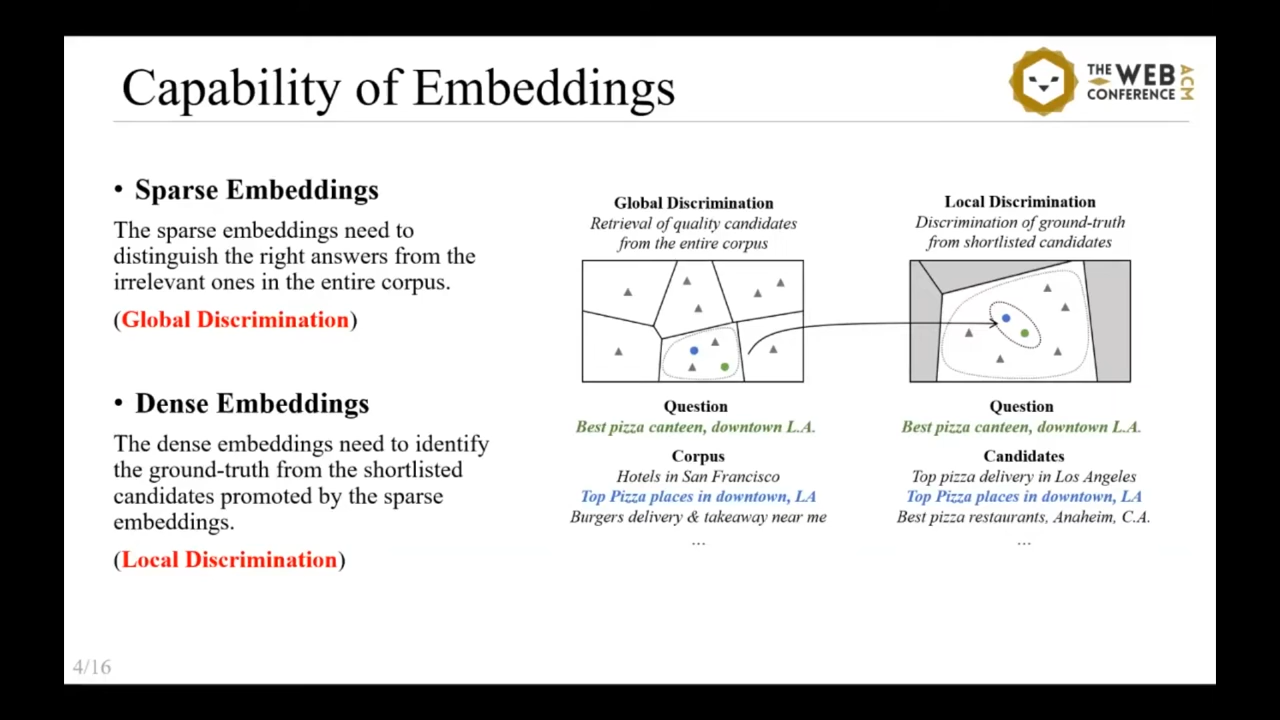 Capability of Embeddings
THE WEB CONFERENCE ACM
• Sparse Embeddings
The sparse embeddings need to
distinguish the right answers from the
irrelevant ones in the entire corpus.
(Global Discrimination)
• Dense Embeddings
The dense embeddings need to identify
the ground-truth from the shortlisted
candidates promoted by the sparse
embeddings.
(Local Discrimination)
Global Discrimination
Retrieval of quality candidates
from the entire corpus
Question
Best pizza canteen, downtown L.A.
Corpus
Hotels in San Francisco
Top Pizza places in downtown, LA
Burgers delivery & takeaway near me
...
Local Discrimination
Discrimination of ground-truth
from shortlisted candidates
Question
Best pizza canteen, downtown L.A.
Candidates
Top pizza delivery in Los Angeles
Top Pizza places in downtown, LA
Best pizza restaurants, Anaheim, C.A.
...
4/16